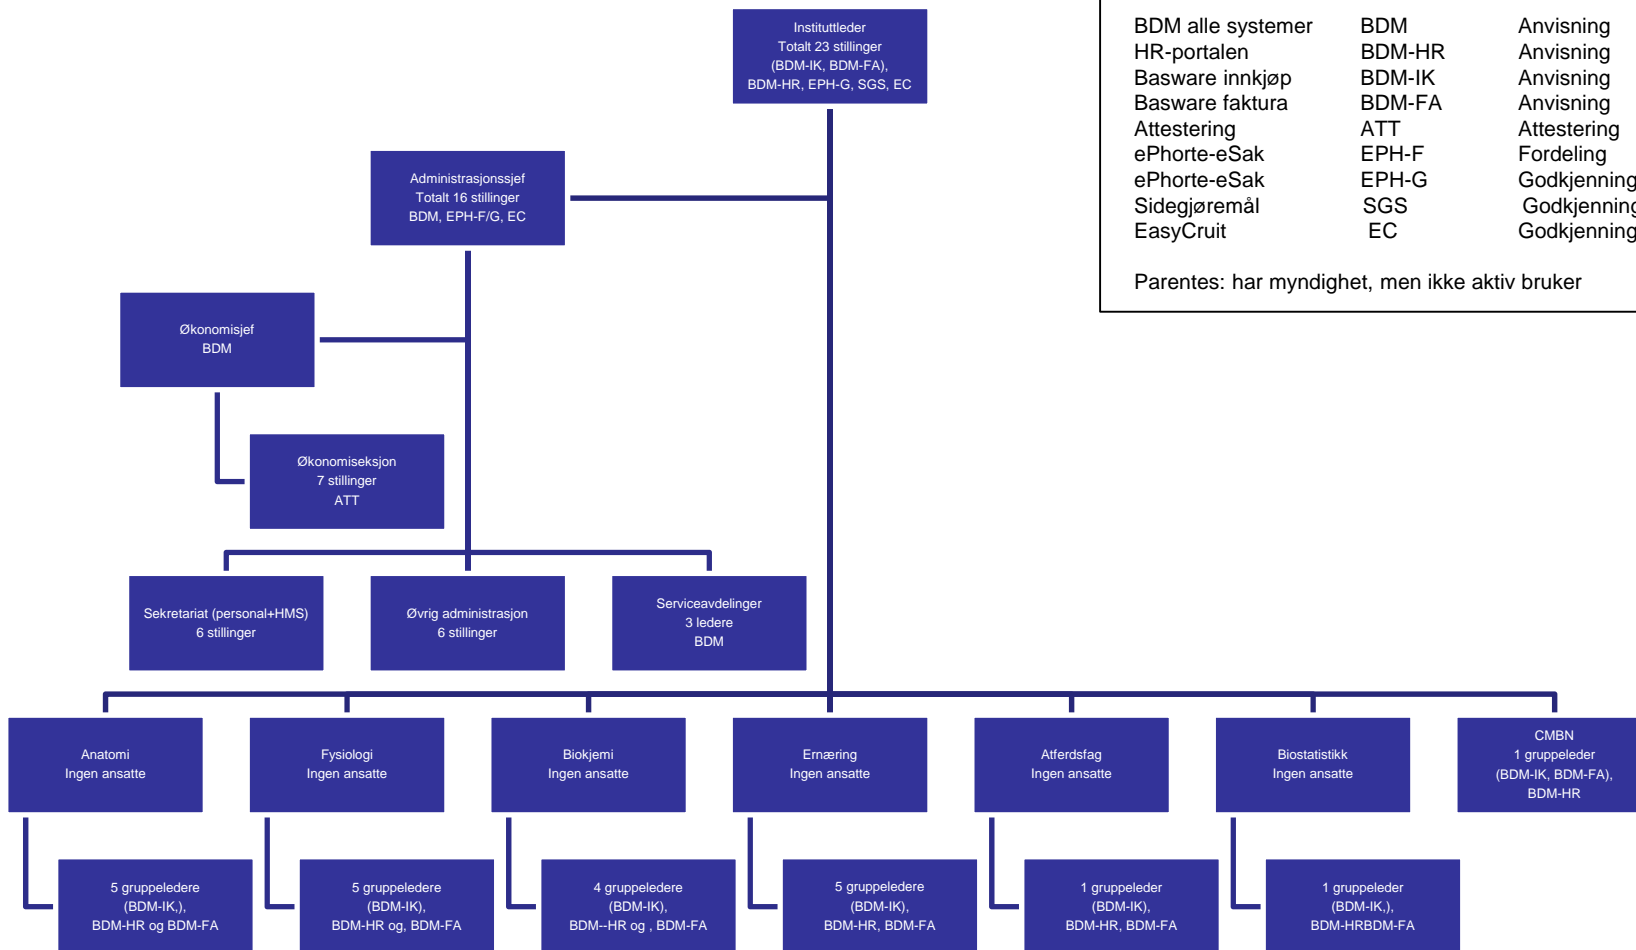 Instituttleder
Totalt 23 stillinger
(BDM-IK, BDM-FA),
BDM-HR, EPH-G, SGS, EC
BDM alle systemer BDM Anvisning
HR-portalen BDM-HR Anvisning
Basware innkjøp BDM-IK Anvisning
Basware faktura BDM-FA Anvisning
Attestering ATT Attestering
ePhorte-eSak EPH-F Fordeling
ePhorte-eSak EPH-G Godkjenning
Sidegjøremål SGS Godkjenning
EasyCruit EC Godkjenning
Parentes: har myndighet, men ikke aktiv bruker
Administrasjonssjef
Totalt 16 stillinger
BDM, EPH-F/G, EC
Økonomisjef
BDM
Økonomiseksjon
7 stillinger
ATT
Sekretariat (personal+HMS)
6 stillinger
Øvrig administrasjon
6 stillinger
Serviceavdelinger
3 ledere
BDM
Anatomi
Ingen ansatte
Fysiologi
Ingen ansatte
Biokjemi
Ingen ansatte
Ernæring
Ingen ansatte
Atferdsfag
Ingen ansatte
Biostatistikk
Ingen ansatte
CMBN
1 gruppeleder
(BDM-IK, BDM-FA),
BDM-HR
5 gruppeledere
(BDM-IK,),
BDM-HR og BDM-FA
5 gruppeledere
(BDM-IK),
BDM-HR og, BDM-FA
4 gruppeledere
(BDM-IK),
BDM--HR og , BDM-FA
5 gruppeledere
(BDM-IK),
BDM-HR, BDM-FA
1 gruppeleder
(BDM-IK),
BDM-HR, BDM-FA
1 gruppeleder
(BDM-IK,),
BDM-HRBDM-FA